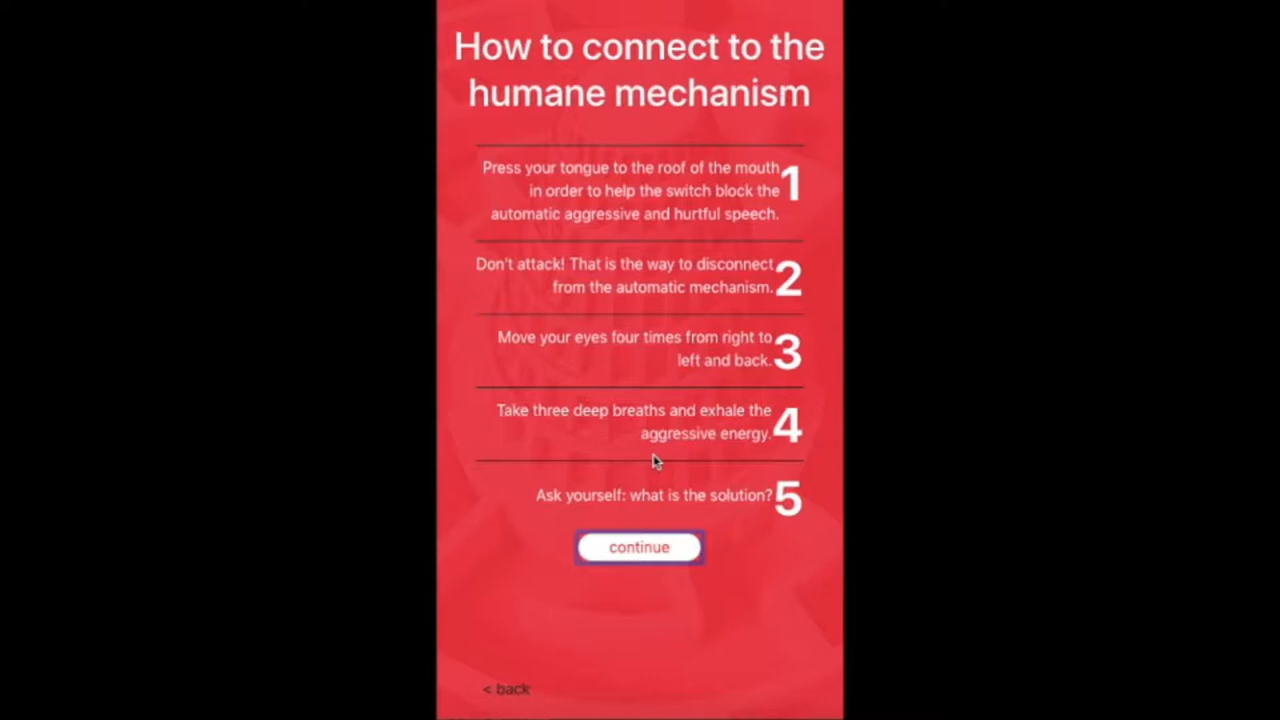 How to connect to the
humane mechanism
Press your tongue to the roof of the mouth
in order to help the switch block the
automatic aggressive and hurtful speech.
1
Don't attack! That is the way to disconnect
from the automatic mechanism.
2
Move your eyes four times from right to
left and back.
3
Take three deep breaths and exhale the
aggressive energy.
4
Ask yourself: what is the solution?
5
continue
< back